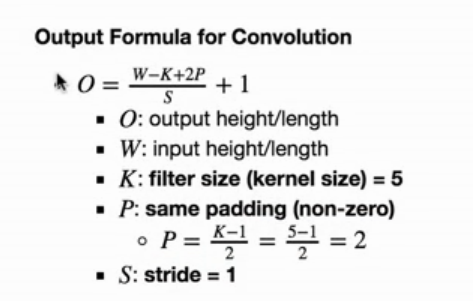 Output Formula for Convolution
O = \frac{W-K+2P}{S} + 1
▪ O: output height/length
▪ W: input height/length
▪ K: filter size (kernel size) = 5
▪ P: same padding (non-zero)
◦ P = \frac{K-1}{2} = \frac{5-1}{2} = 2
▪ S: stride = 1